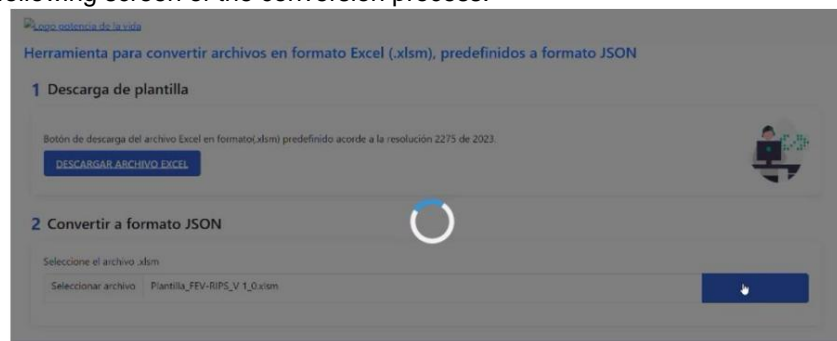 following screen of the conversion process.
Logo potencia de la vida
Herramienta para convertir archivos en formato Excel (.xlsm), predefinidos a formato JSON
1 Descarga de plantilla
Botón de descarga del archivo Excel en formato(.xlsm) predefinido acorde a la resolución 2275 de 2023.
DESCARGAR ARCHIVO EXCEL
2 Convertir a formato JSON
Seleccione el archivo .xlsm
Seleccionar archivo Plantilla_FEV-RIPS_V 1_0.xlsm